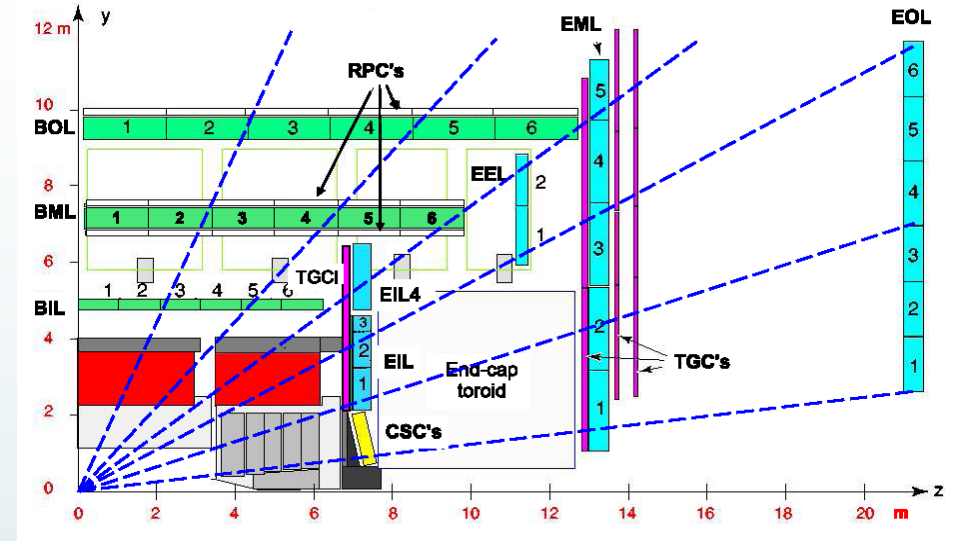 y
EOL
12 m
EML
6
RPC's
5
10
BOL
1 2 3 4 5 6
5
8
EEL
2
4
4
BML
1 2 3 4 5 6
1
3
3
6
TGCI
1 2 3 4 5 6
EIL4
BIL
2
4
3
2
2
EIL
End-cap
toroid
TGC's
1
1
2
1
CSC's
0
z
0 2 4 6 8 10 12 14 16 18 20 m